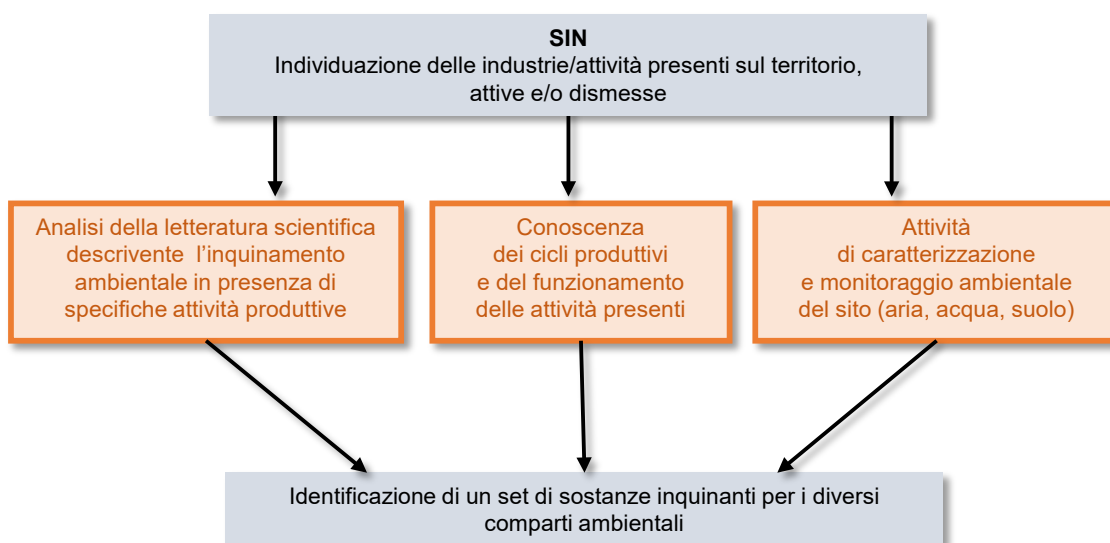 SIN
Individuazione delle industrie/attività presenti sul territorio,
attive e/o dismesse
Analisi della letteratura scientifica
descrivente l'inquinamento
ambientale in presenza di
specifiche attività produttive
Conoscenza
dei cicli produttivi
e del funzionamento
delle attività presenti
Attività
di caratterizzazione
e monitoraggio ambientale
del sito (aria, acqua, suolo)
Identificazione di un set di sostanze inquinanti per i diversi
comparti ambientali